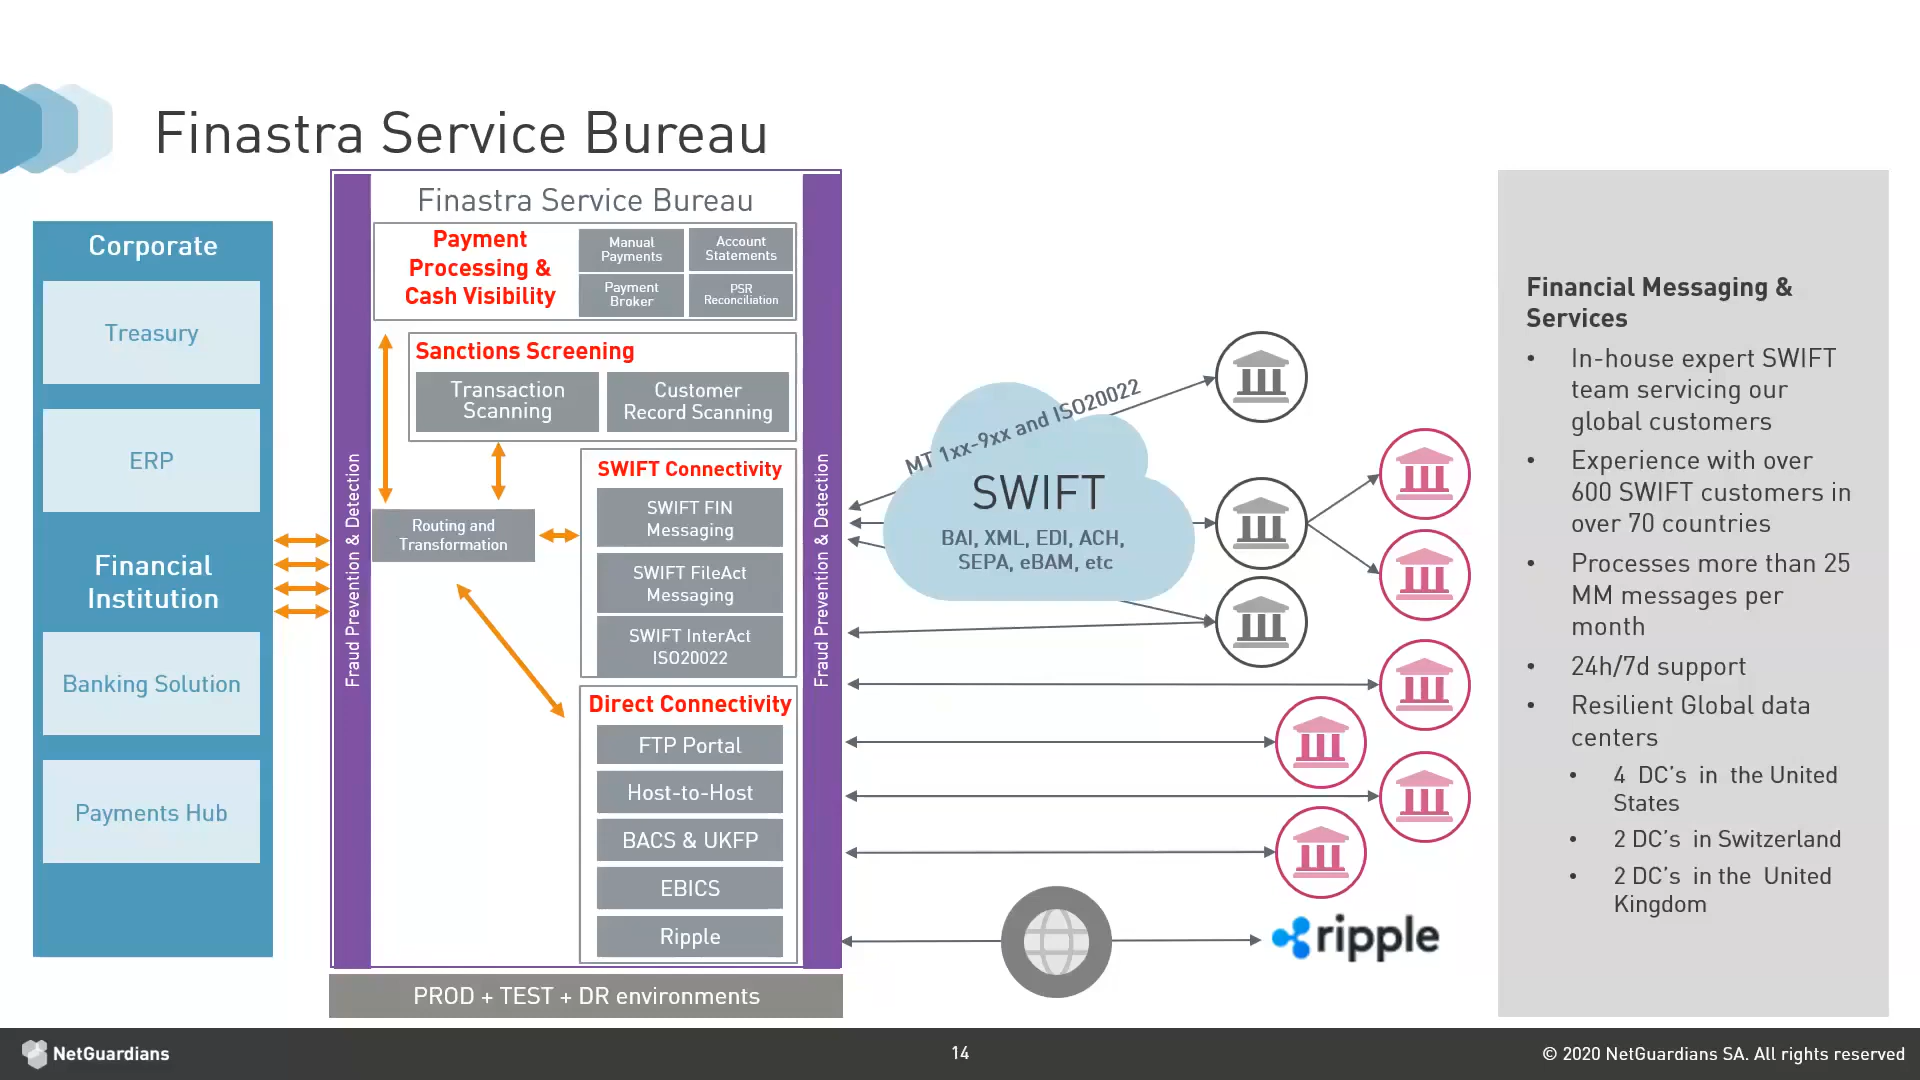 Finastra Service Bureau
Corporate
Treasury
ERP
Financial
Institution
Banking Solution
Payments Hub
Finastra Service Bureau
Fraud Prevention & Detection
Payment
Processing &
Cash Visibility
Manual
Payments
Account
Statements
Payment
Broker
PSR
Reconciliation
Sanctions Screening
Transaction
Scanning
Customer
Record Scanning
Routing and
Transformation
SWIFT Connectivity
SWIFT FIN
Messaging
SWIFT FileAct
Messaging
SWIFT InterAct
ISO20022
Direct Connectivity
FTP Portal
Host-to-Host
BACS & UKFP
EBICS
Ripple
Fraud Prevention & Detection
PROD + TEST + DR environments
MT 1xx-9xx and ISO20022
SWIFT
BAI, XML, EDI, ACH,
SEPA, eBAM, etc
ripple
Financial Messaging &
Services
• In-house expert SWIFT
team servicing our
global customers
• Experience with over
600 SWIFT customers in
over 70 countries
• Processes more than 25
MM messages per
month
• 24h/7d support
• Resilient Global data
centers
• 4 DC's in the United
States
• 2 DC's in Switzerland
• 2 DC's in the United
Kingdom
NetGuardians
14
© 2020 NetGuardians SA. All rights reserved